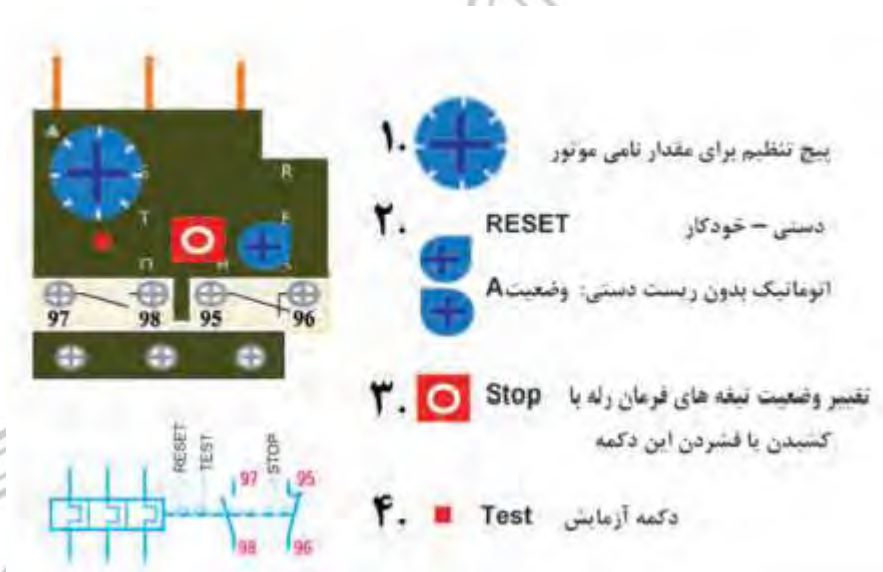 ۱. پیچ تنظیم برای مقدار نامی موتور
۲. RESET دستی – خودکار
اتوماتیک بدون ریست دستی: وضعیت A
۳. Stop تغییر وضعیت تیغه های فرمان رله با
کشیدن یا فشردن این دکمه
۴. Test دکمه آزمایش
A
R
T
H
97 98 95 96
RESET
TEST
STOP
97 95
98 96